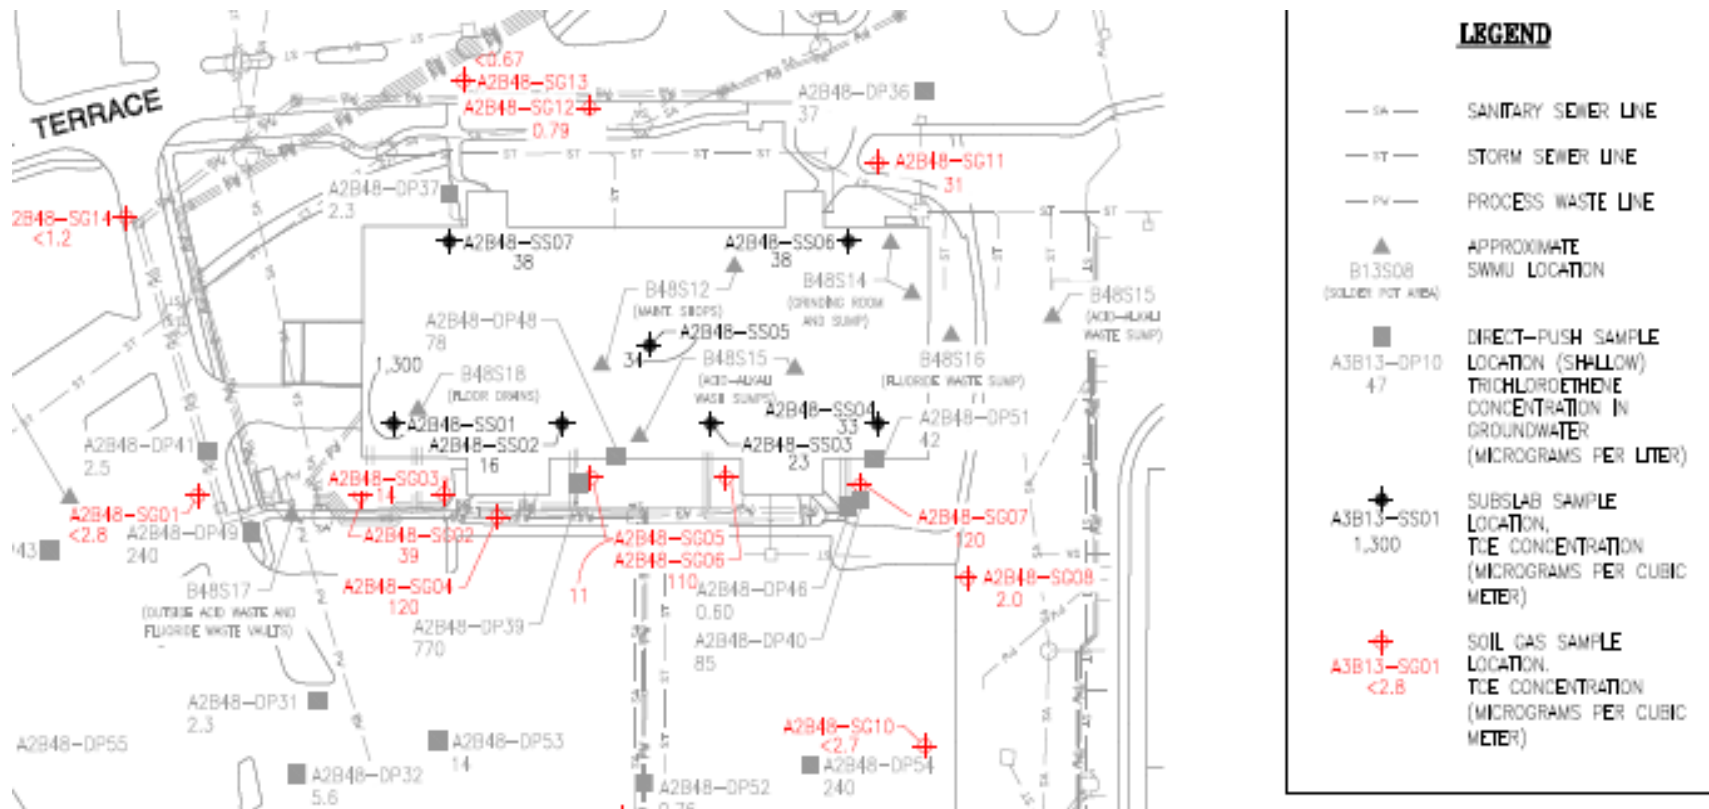 TERRACE
<0.67
A2B48-SG13
A2B48-SG12
0.79
A2B48-DP36
37
A2B48-SG11
31
A2B48-DP37
2.3
2B48-SG14
<1.2
A2B48-SS07
38
A2B48-SS06
38
B48S12
(MAINT. SHOPS)
B48S14
(GRINDING ROOM
AND SUMP)
B48S15
(ACID-ALKALI
WASTE SUMP)
A2B48-DP48
78
A2B48-SS05
34
B48S15
(ACID-ALKALI
WASH SUMPS)
B48S16
(FLUORIDE WASTE SUMP)
1,300
B48S18
(FLOOR DRAINS)
A2B48-SS01
A2B48-SS02
16
A2B48-SS04
33
A2B48-SS03
23
A2B48-DP51
42
A2B48-DP41
2.5
A2B48-SG03
14
A2B48-SG01
<2.8
A2B48-DP49
240
P43
A2B48-SG02
39
A2B48-SG04
120
A2B48-SG05
11
A2B48-SG06
110
A2B48-SG07
120
A2B48-SG08
2.0
B48S17
(OUTSIDE ACID WASTE AND
FLUORIDE WASTE VAULTS)
A2B48-DP39
770
A2B48-DP46
0.60
A2B48-DP40
85
A2B48-DP31
2.3
A2B48-DP55
A2B48-DP53
14
A2B48-DP32
5.6
A2B48-SG10
<2.7
A2B48-DP54
240
A2B48-DP52
0.76
LEGEND
SA
SANITARY SEWER LINE
ST
STORM SEWER LINE
PW
PROCESS WASTE LINE
B13S08
(SOLDER POT AREA)
APPROXIMATE
SWMU LOCATION
A3B13-DP10
47
DIRECT-PUSH SAMPLE
LOCATION (SHALLOW)
TRICHLOROETHENE
CONCENTRATION IN
GROUNDWATER
(MICROGRAMS PER LITER)
A3B13-SS01
1,300
SUBSLAB SAMPLE
LOCATION,
TCE CONCENTRATION
(MICROGRAMS PER CUBIC
METER)
A3B13-SG01
<2.8
SOIL GAS SAMPLE
LOCATION.
TCE CONCENTRATION
(MICROGRAMS PER CUBIC
METER)